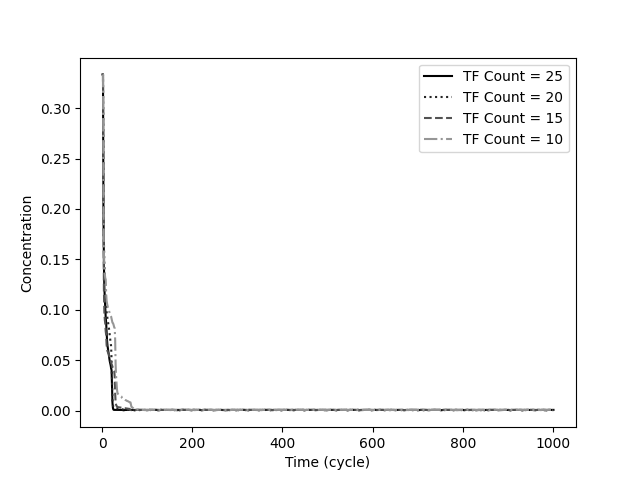 TF Count = 25
TF Count = 20
TF Count = 15
TF Count = 10
0.30
0.25
0.20
0.15
0.10
0.05
0.00
Concentration
0 200 400 600 800 1000
Time (cycle)